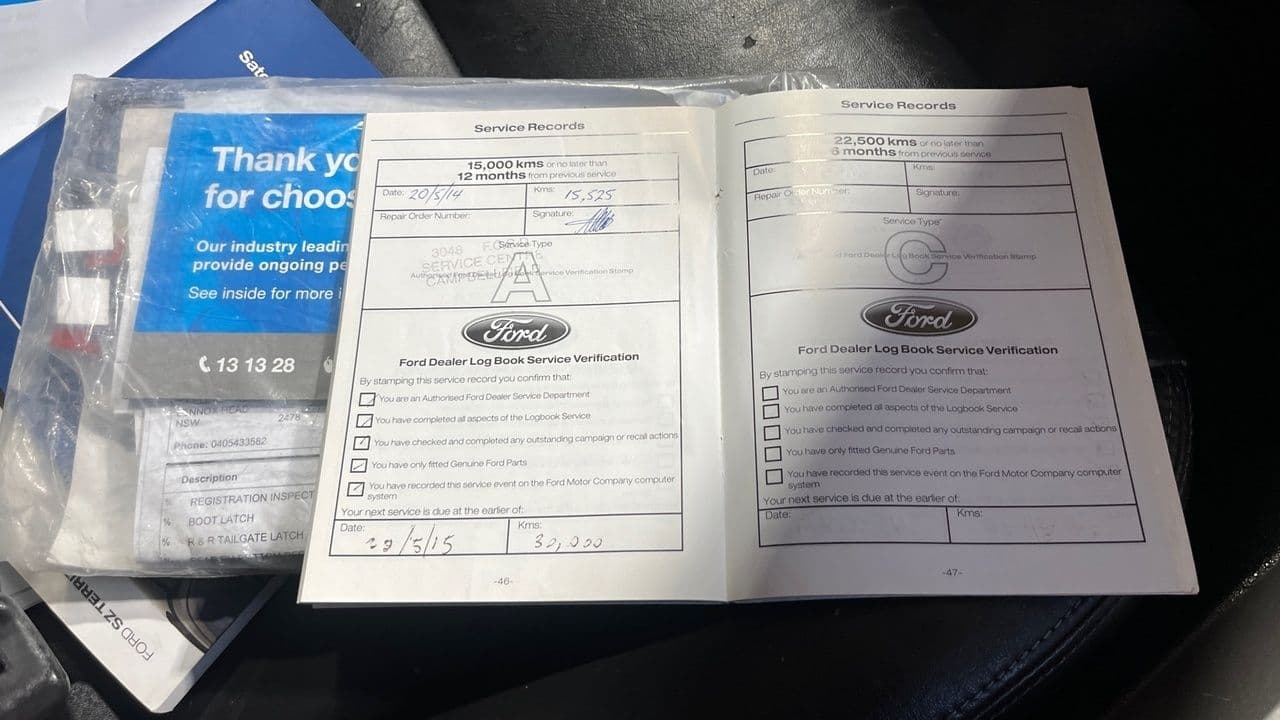 Thank yo
for choos
Our industry leadin
provide ongoing pe
See inside for more i
13 13 28
NSW
2478
Phone: 0405433582
Description
REGISTRATION INSPECT
% BOOT LATCH
% R & R TAILGATE LATCH
FORD SZ TERRI
Service Records
15,000 kms or no later than
12 months from previous service
Date: 20/5/14
Kms: 15,525
Repair Order Number:
Signature:
Service Type
3048
SERVICE
A
Authorised Ford Dealer Log Book Service Verification Stamp
Ford
Ford Dealer Log Book Service Verification
By stamping this service record you confirm that:
You are an Authorised Ford Dealer Service Department
You have completed all aspects of the Logbook Service
You have checked and completed any outstanding campaign or recall actions
You have only fitted Genuine Ford Parts
You have recorded this service event on the Ford Motor Company computer
system
Your next service is due at the earlier of:
Date: /5/15
Kms: 30,000
-46-
Service Records
22,500 kms or no later than
6 months from previous service
Date:
Kms:
Repair Order Number:
Signature:
Service Type
C
Ford Dealer Log Book Service Verification Stamp
Ford
Ford Dealer Log Book Service Verification
By stamping this service record you confirm that:
You are an Authorised Ford Dealer Service Department
You have completed all aspects of the Logbook Service
You have checked and completed any outstanding campaign or recall actions
You have only fitted Genuine Ford Parts
You have recorded this service event on the Ford Motor Company computer
system
Your next service is due at the earlier of:
Date:
Kms:
-47-